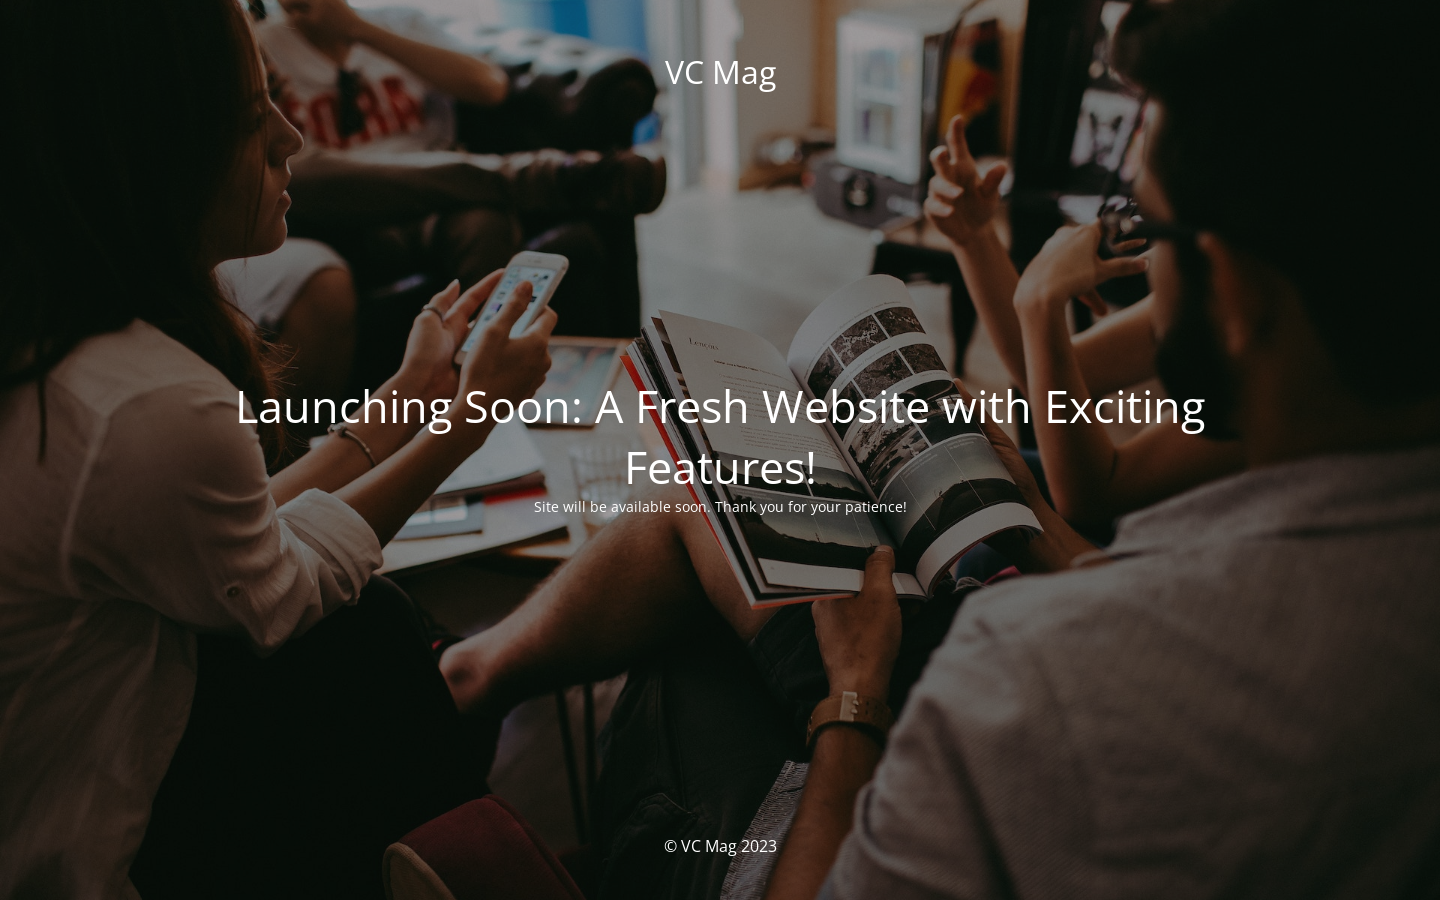 VC Mag
Launching Soon: A Fresh Website with Exciting
Features!
Site will be available soon. Thank you for your patience!
© VC Mag 2023